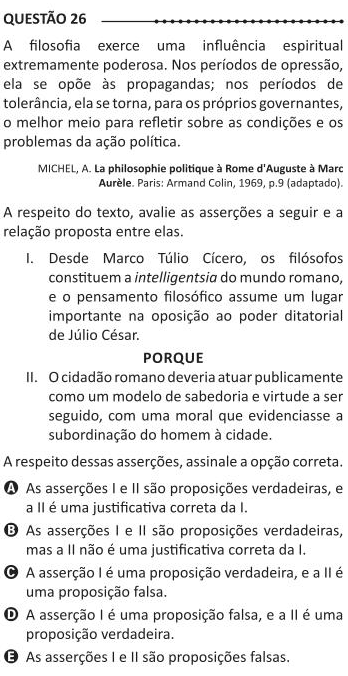 QUESTÃO 26
A filosofia exerce uma influência espiritual
extremamente poderosa. Nos períodos de opressão,
ela se opõe às propagandas; nos períodos de
tolerância, ela se torna, para os próprios governantes,
o melhor meio para refletir sobre as condições e os
problemas da ação política.
MICHEL, A. La philosophie politique à Rome d'Auguste à Marc
Aurèle. Paris: Armand Colin, 1969, p.9 (adaptado).
A respeito do texto, avalie as asserções a seguir e a
relação proposta entre elas.
I. Desde Marco Túlio Cícero, os filósofos
constituem a intelligentsia do mundo romano,
e o pensamento filosófico assume um lugar
importante na oposição ao poder ditatorial
de Júlio César.
PORQUE
II. O cidadão romano deveria atuar publicamente
como um modelo de sabedoria e virtude a ser
seguido, com uma moral que evidenciasse a
subordinação do homem à cidade.
A respeito dessas asserções, assinale a opção correta.
A As asserções I e II são proposições verdadeiras, e
a II é uma justificativa correta da I.
B As asserções I e II são proposições verdadeiras,
mas a II não é uma justificativa correta da I.
C A asserção I é uma proposição verdadeira, e a II é
uma proposição falsa.
D A asserção I é uma proposição falsa, e a II é uma
proposição verdadeira.
E As asserções I e II são proposições falsas.